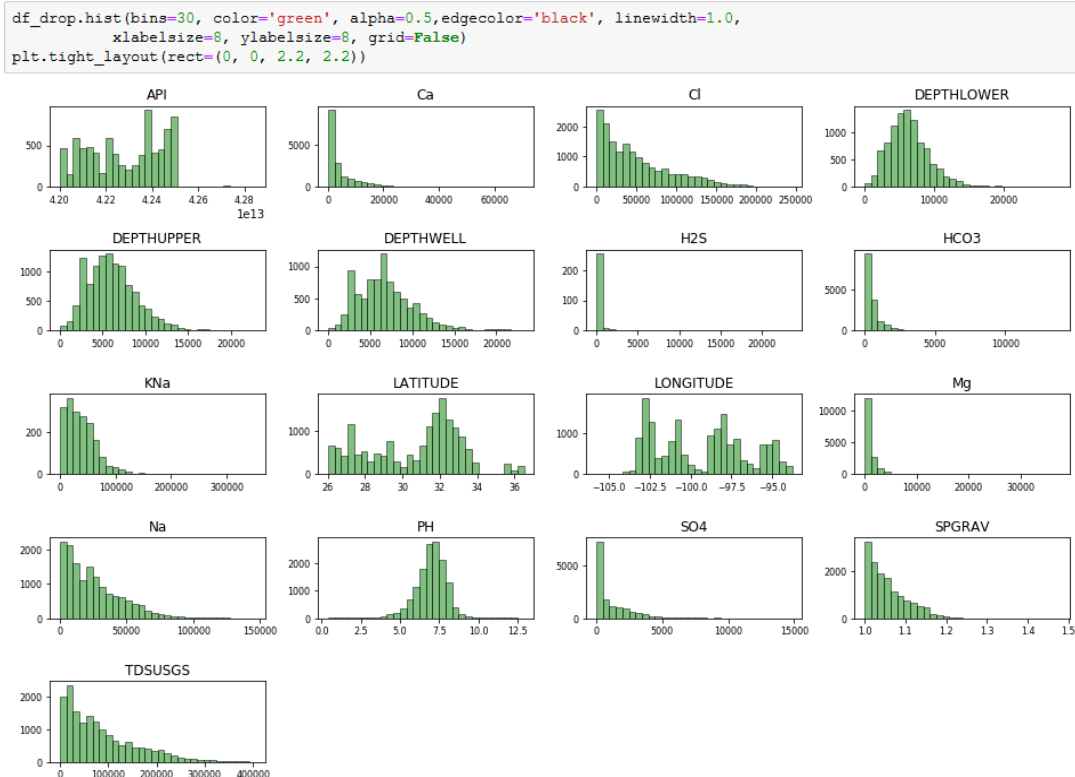 df_drop.hist(bins=30, color='green', alpha=0.5,edgecolor='black', linewidth=1.0,
xlabelsize=8, ylabelsize=8, grid=False)
plt.tight_layout(rect=(0, 0, 2.2, 2.2))
API Ca Cl DEPTHLOWER
500
0
4.20 4.22 4.24 4.26 4.28
1e13
5000
0
0 20000 40000 60000
2000
1000
0
0 50000 100000 150000 200000 250000
1000
500
0
0 10000 20000
DEPTHUPPER DEPTHWELL H2S HCO3
1000
500
0
0 5000 10000 15000 20000
1000
500
0
0 5000 10000 15000 20000
200
100
0
0 5000 10000 15000 20000
5000
0
0 5000 10000
KNa LATITUDE LONGITUDE Mg
200
0
0 100000 200000 300000
1000
0
26 28 30 32 34 36
1000
0
−105.0 −102.5 −100.0 −97.5 −95.0
10000
5000
0
0 10000 20000 30000
Na PH SO4 SPGRAV
2000
1000
0
0 50000 100000 150000
2000
1000
0
0.0 2.5 5.0 7.5 10.0 12.5
5000
0
0 5000 10000 15000
2000
0
1.0 1.1 1.2 1.3 1.4 1.5
TDSUSGS
2000
1000
0
0 100000 200000 300000 400000